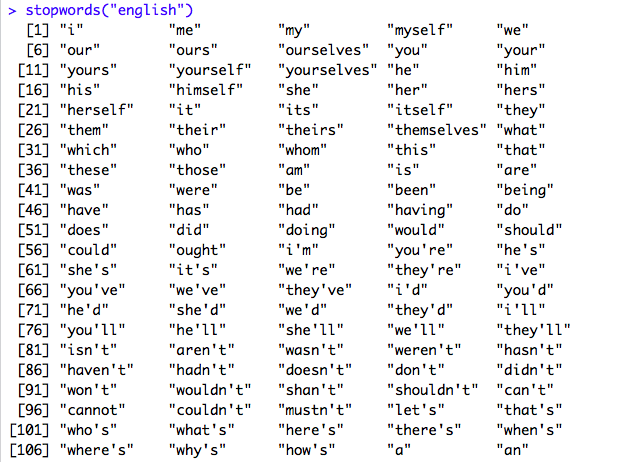 > stopwords("english")
[1] "i" "me" "my" "myself" "we"
[6] "our" "ours" "ourselves" "you" "your"
[11] "yours" "yourself" "yourselves" "he" "him"
[16] "his" "himself" "she" "her" "hers"
[21] "herself" "it" "its" "itself" "they"
[26] "them" "their" "theirs" "themselves" "what"
[31] "which" "who" "whom" "this" "that"
[36] "these" "those" "am" "is" "are"
[41] "was" "were" "be" "been" "being"
[46] "have" "has" "had" "having" "do"
[51] "does" "did" "doing" "would" "should"
[56] "could" "ought" "i'm" "you're" "he's"
[61] "she's" "it's" "we're" "they're" "i've"
[66] "you've" "we've" "they've" "i'd" "you'd"
[71] "he'd" "she'd" "we'd" "they'd" "i'll"
[76] "you'll" "he'll" "she'll" "we'll" "they'll"
[81] "isn't" "aren't" "wasn't" "weren't" "hasn't"
[86] "haven't" "hadn't" "doesn't" "don't" "didn't"
[91] "won't" "wouldn't" "shan't" "shouldn't" "can't"
[96] "cannot" "couldn't" "mustn't" "let's" "that's"
[101] "who's" "what's" "here's" "there's" "when's"
[106] "where's" "why's" "how's" "a" "an"